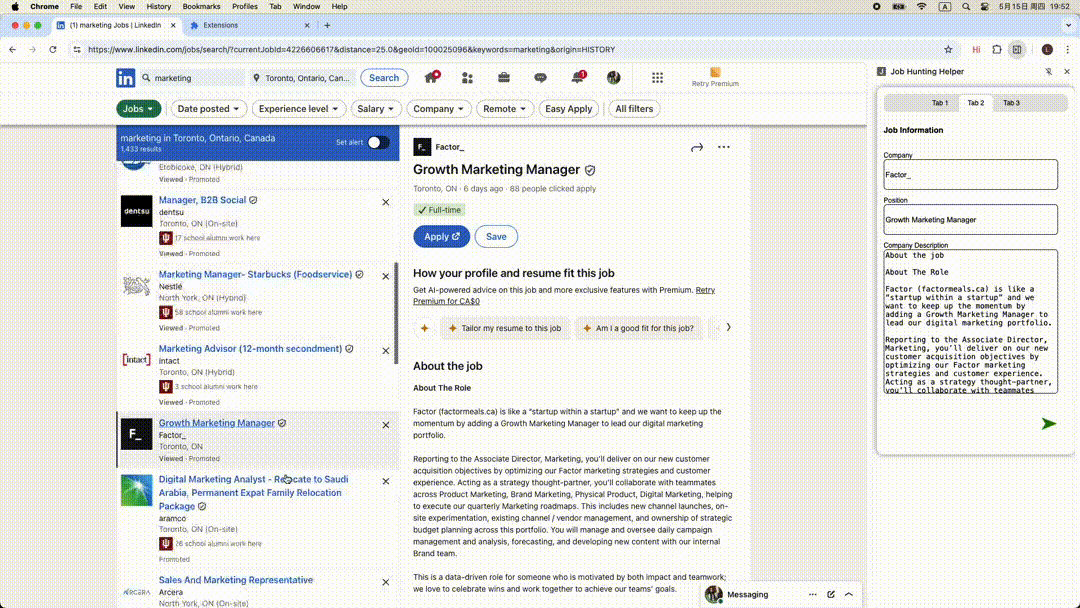 Chrome File Edit View History Bookmarks Profiles Tab Window Help
A 5月15日 周四 19:52
(1) marketing Jobs | LinkedIn
Extensions
https://www.linkedin.com/jobs/search/?currentJobId=4226606617&distance=25.0&geoId=100025096&keywords=marketing&origin=HISTORY
Hi
L
in
marketing
Toronto, Ontario, Can...
Search
1
Retry Premium
Jobs
Date posted
Experience level
Salary
Company
Remote
Easy Apply
All filters
marketing in Toronto, Ontario, Canada
1,433 results
Set alert
Etobicoke, ON (Hybrid)
Viewed · Promoted
dentsu
Manager, B2B Social
dentsu
Toronto, ON (On-site)
17 school alumni work here
Viewed · Promoted
Marketing Manager- Starbucks (Foodservice)
Nestlé
North York, ON (Hybrid)
58 school alumni work here
Viewed · Promoted
[intact]
Marketing Advisor (12-month secondment)
Intact
Toronto, ON (Hybrid)
3 school alumni work here
Viewed · Promoted
F_
Growth Marketing Manager
Factor_
Toronto, ON
Viewed · Promoted
Digital Marketing Analyst - Relocate to Saudi
Arabia, Permanent Expat Family Relocation
Package
aramco
Toronto, ON (On-site)
26 school alumni work here
Promoted
ARCERA
Sales And Marketing Representative
Arcera
North York, ON (On-site)
F_
Factor_
Growth Marketing Manager
Toronto, ON · 6 days ago · 68 people clicked apply
Full-time
Apply
Save
How your profile and resume fit this job
Get AI-powered advice on this job and more exclusive features with Premium. Retry
Premium for CA$0
Tailor my resume to this job
Am I a good fit for this job?
About the job
About The Role
Factor (factormeals.ca) is like a “startup within a startup” and we want to keep up the
momentum by adding a Growth Marketing Manager to lead our digital marketing
portfolio.
Reporting to the Associate Director, Marketing, you’ll deliver on our new customer
acquisition objectives by optimizing our Factor marketing strategies and customer
experience. Acting as a strategy thought-partner, you’ll collaborate with teammates
across Product Marketing, Brand Marketing, Physical Product, Digital Marketing, helping
to execute our quarterly Marketing roadmaps. This includes new channel launches, on-
site experimentation, existing channel / vendor management, and ownership of strategic
budget planning across this portfolio. You will manage and oversee daily campaign
management and analysis, forecasting, and developing new content with our internal
Brand team.
This is a data-driven role for someone who is motivated by both impact and teamwork;
we love to celebrate wins and work together to achieve our teams’ goals.
Messaging
Job Hunting Helper
Tab 1
Tab 2
Tab 3
Job Information
Company
Factor_
Position
Growth Marketing Manager
Company Description
About the job
About The Role
Factor (factormeals.ca) is like a
“startup within a startup” and we
want to keep up the momentum by
adding a Growth Marketing Manager to
lead our digital marketing portfolio.
Reporting to the Associate Director,
Marketing, you’ll deliver on our new
customer acquisition objectives by
optimizing our Factor marketing
strategies and customer experience.
Acting as a strategy thought-partner,
you’ll collaborate with teammates